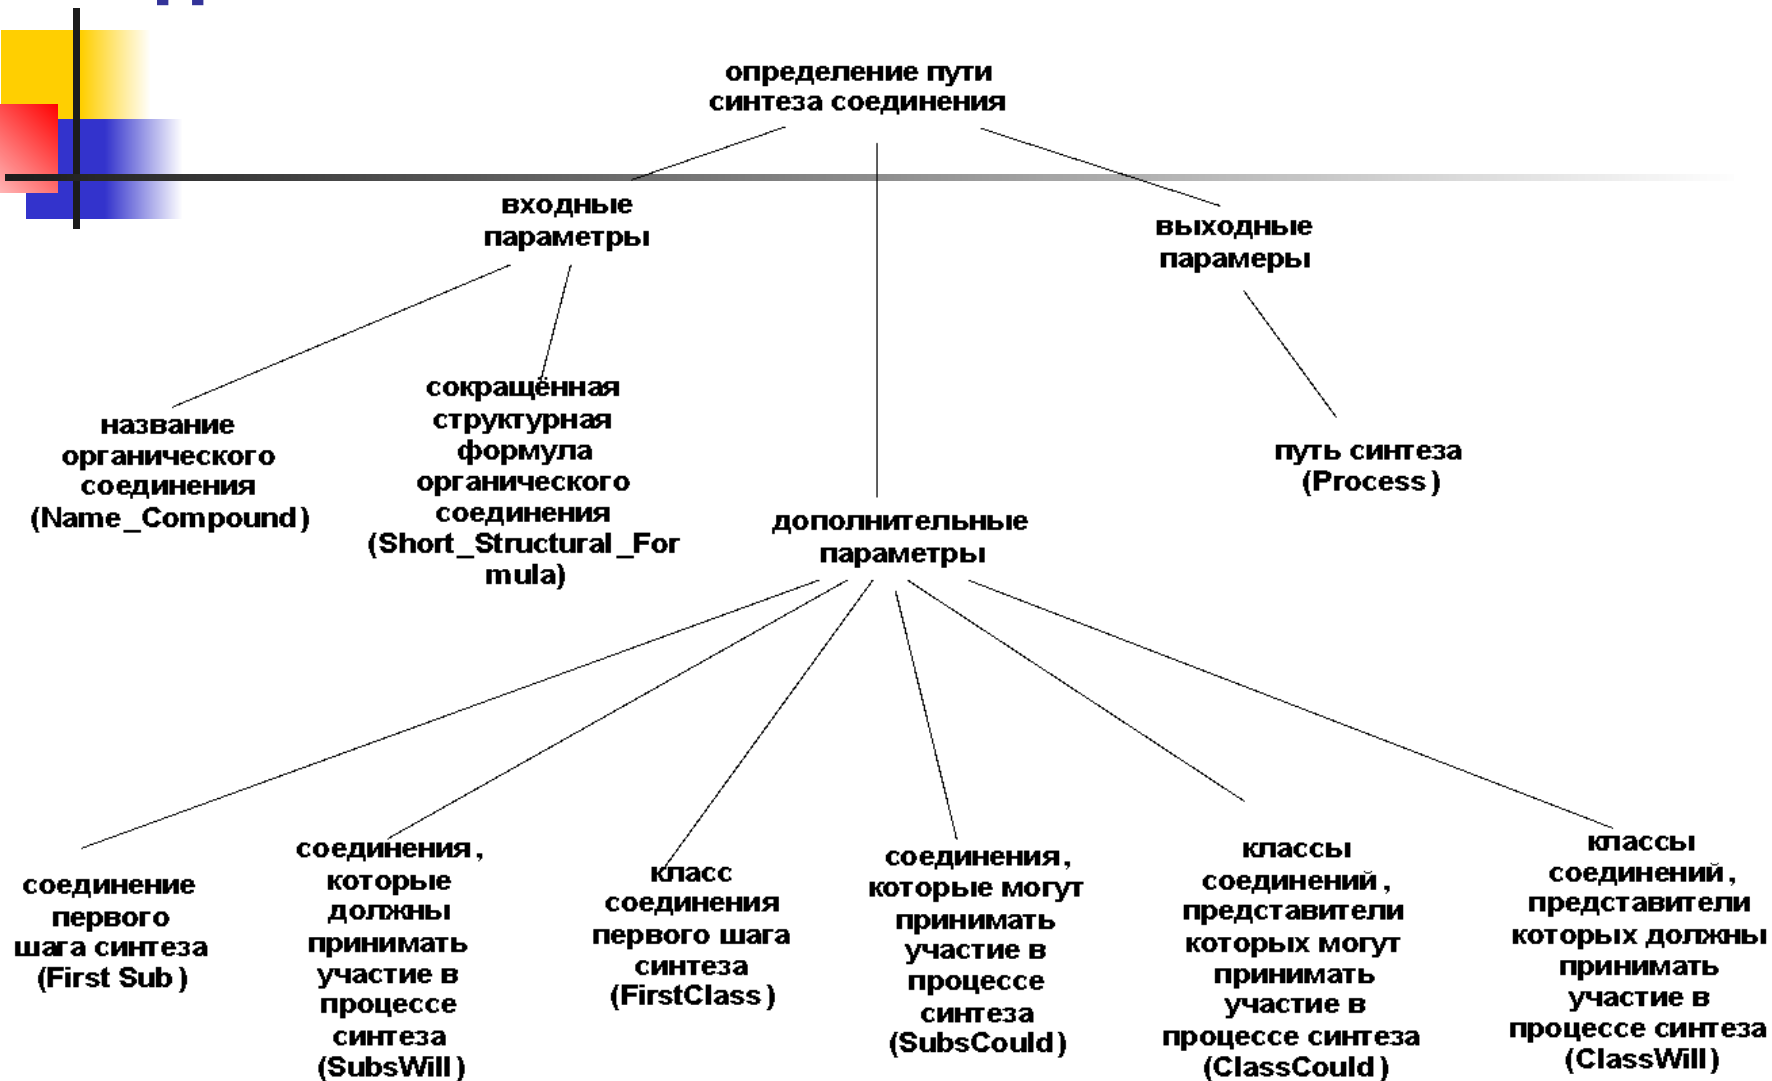 определение пути
синтеза соединения
входные
параметры
выходные
парамеры
название
органического
соединения
(Name_Compound)
сокращённая
структурная
формула
органического
соединения
(Short_Structural_For
mula)
путь синтеза
(Process)
дополнительные
параметры
соединение
первого
шага синтеза
(First Sub)
соединения,
которые
должны
принимать
участие в
процессе
синтеза
(SubsWill)
класс
соединения
первого шага
синтеза
(FirstClass)
соединения,
которые могут
принимать
участие в
процессе
синтеза
(SubsCould)
классы
соединений,
представители
которых могут
принимать
участие в
процессе синтеза
(ClassCould)
классы
соединений,
представители
которых должны
принимать
участие в
процессе синтеза
(ClassWill)